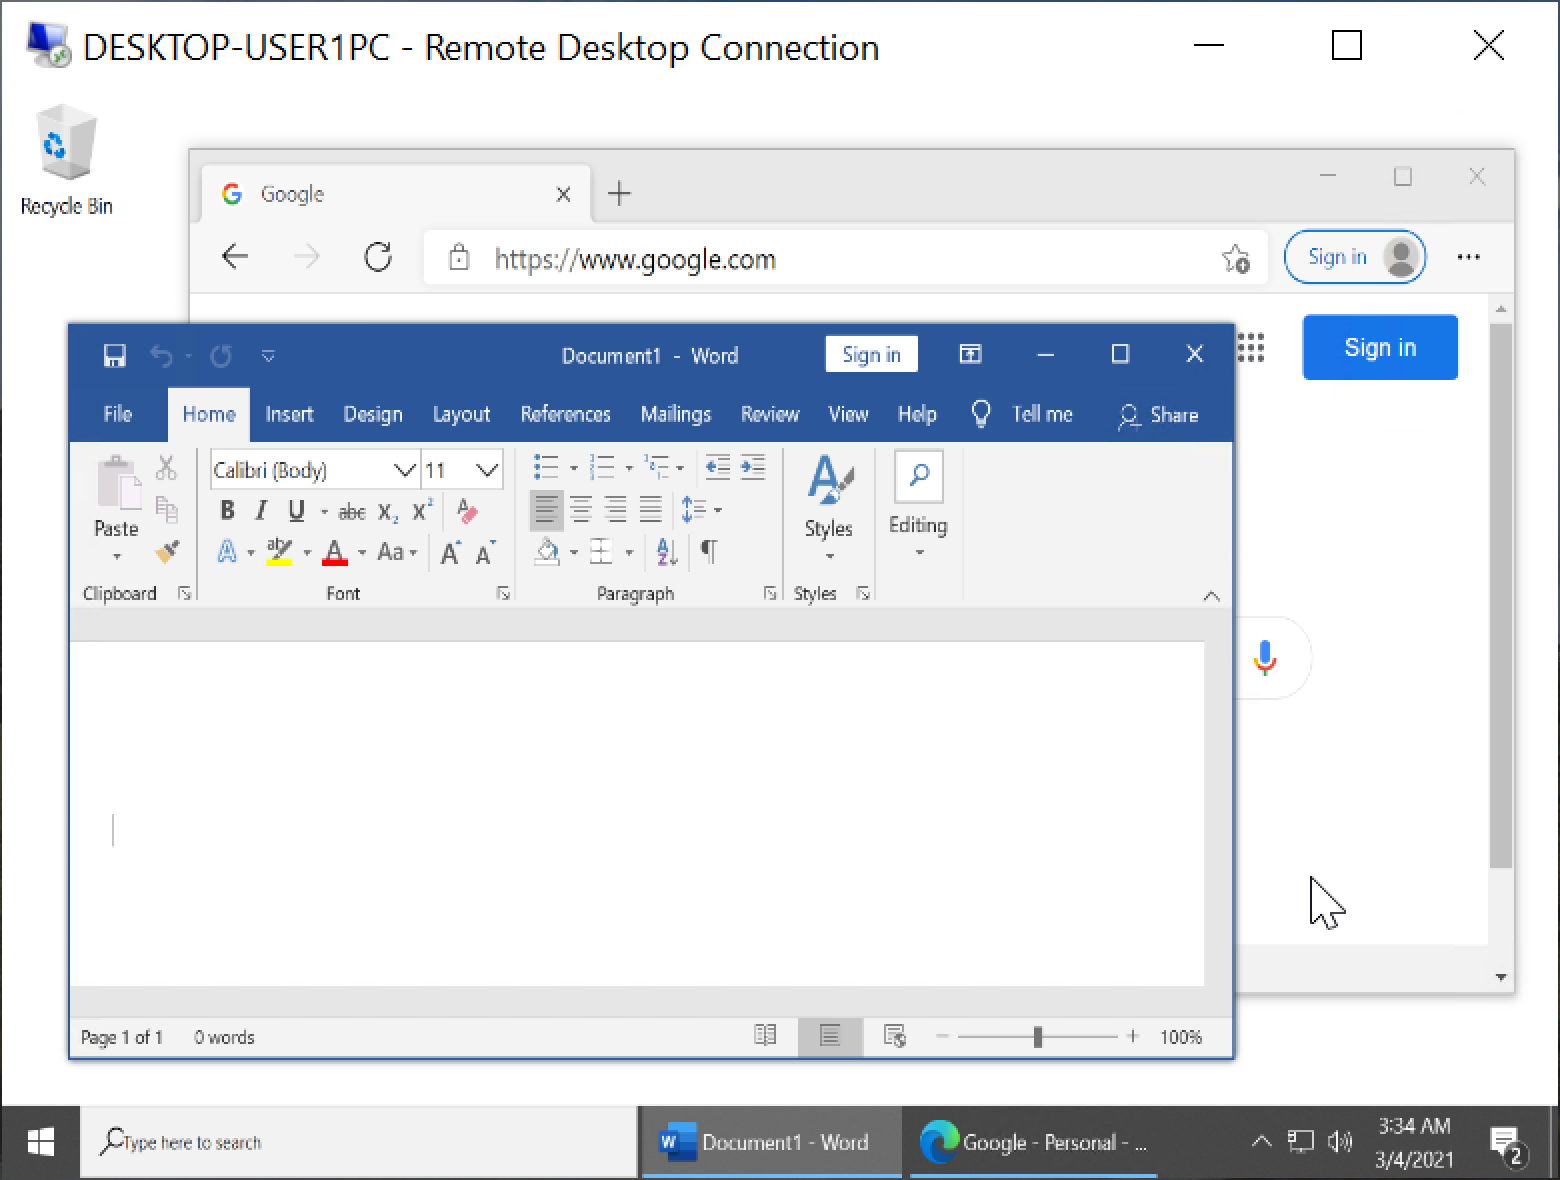 DESKTOP-USER1PC - Remote Desktop Connection
Recycle Bin
Google
https://www.google.com
Sign in
Sign in
Document1 - Word
Sign in
File Home Insert Design Layout References Mailings Review View Help Tell me Share
Calibri (Body) 11
Paste
B I U abc X₂ X²
A aby A Aa A A
Styles
Editing
Clipboard Font Paragraph Styles
Page 1 of 1 0 words 100%
Type here to search
Document1 - Word
Google - Personal - ...
3:34 AM
3/4/2021
2